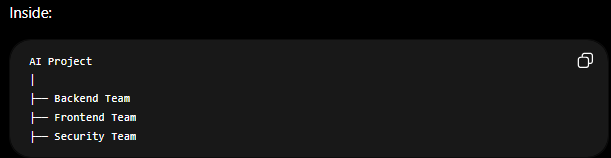 Inside:
AI Project
|
├── Backend Team
├── Frontend Team
├── Security Team